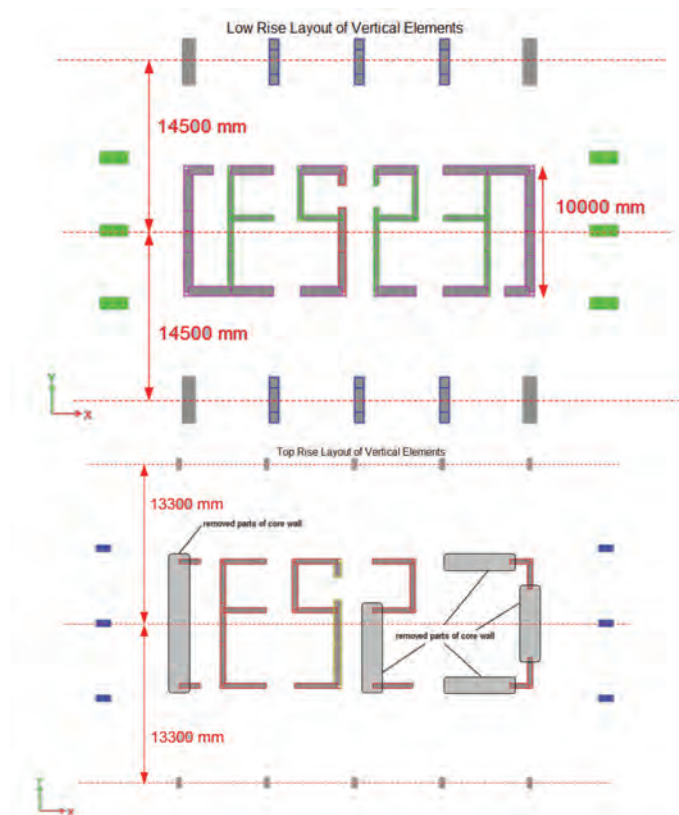 Low Rise Layout of Vertical Elements
14500 mm
10000 mm
14500 mm
Y
X
Top Rise Layout of Vertical Elements
13300 mm
removed parts of core wall
removed parts of core wall
13300 mm
Y
X